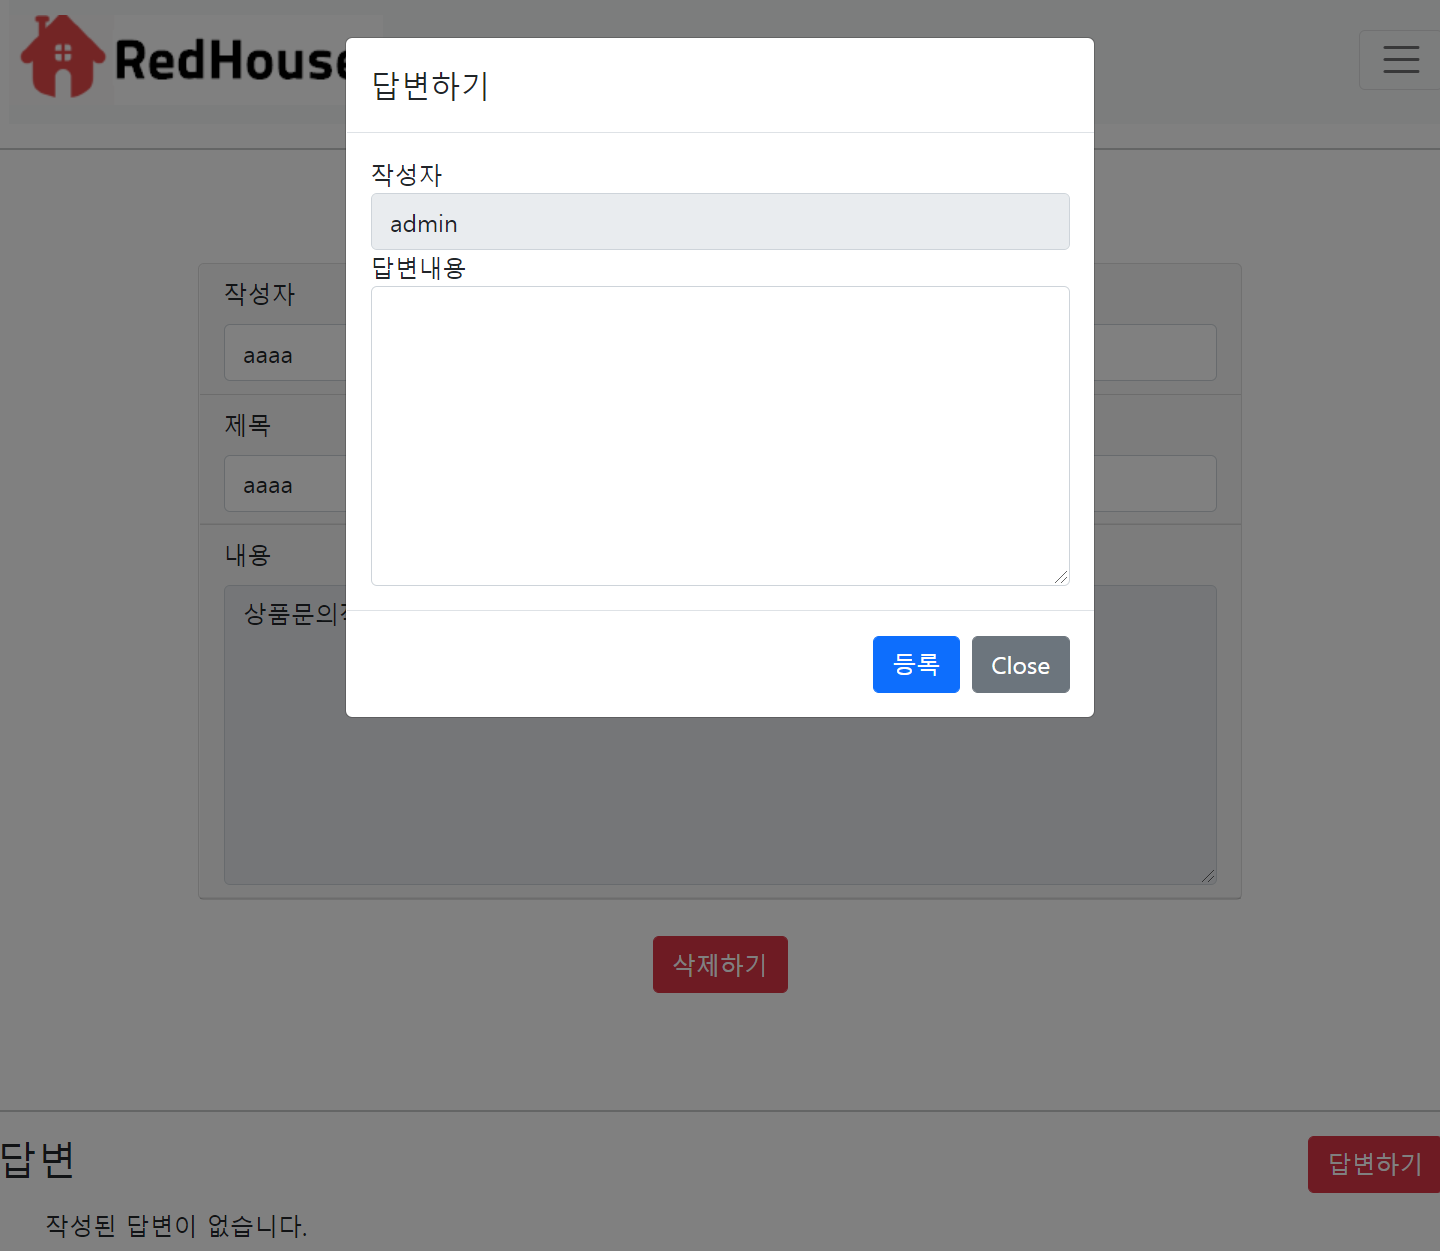 RedHouse
답변하기
작성자
admin
답변내용
등록
Close
작성자
aaaa
제목
aaaa
내용
상품문의
삭제하기
답변
답변하기
작성된 답변이 없습니다.